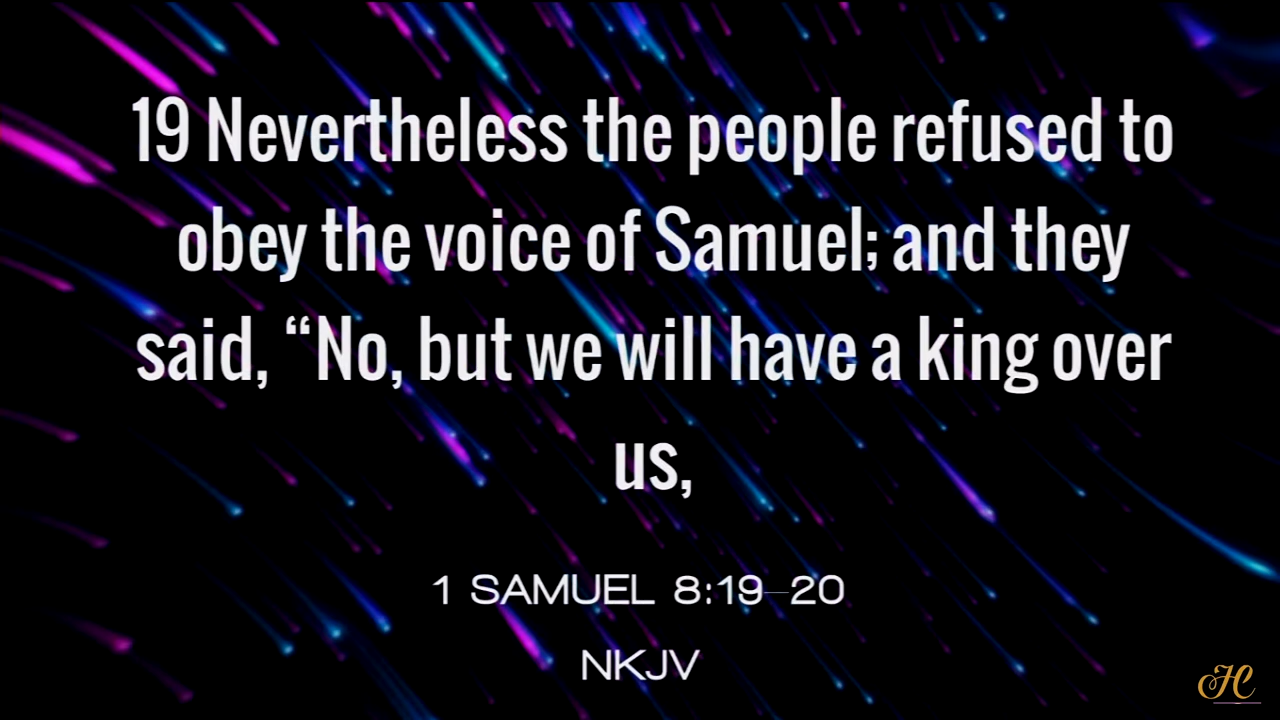 19 Nevertheless the people refused to
obey the voice of Samuel; and they
said, “No, but we will have a king over
us,
1 SAMUEL 8:19–20
NKJV
HC